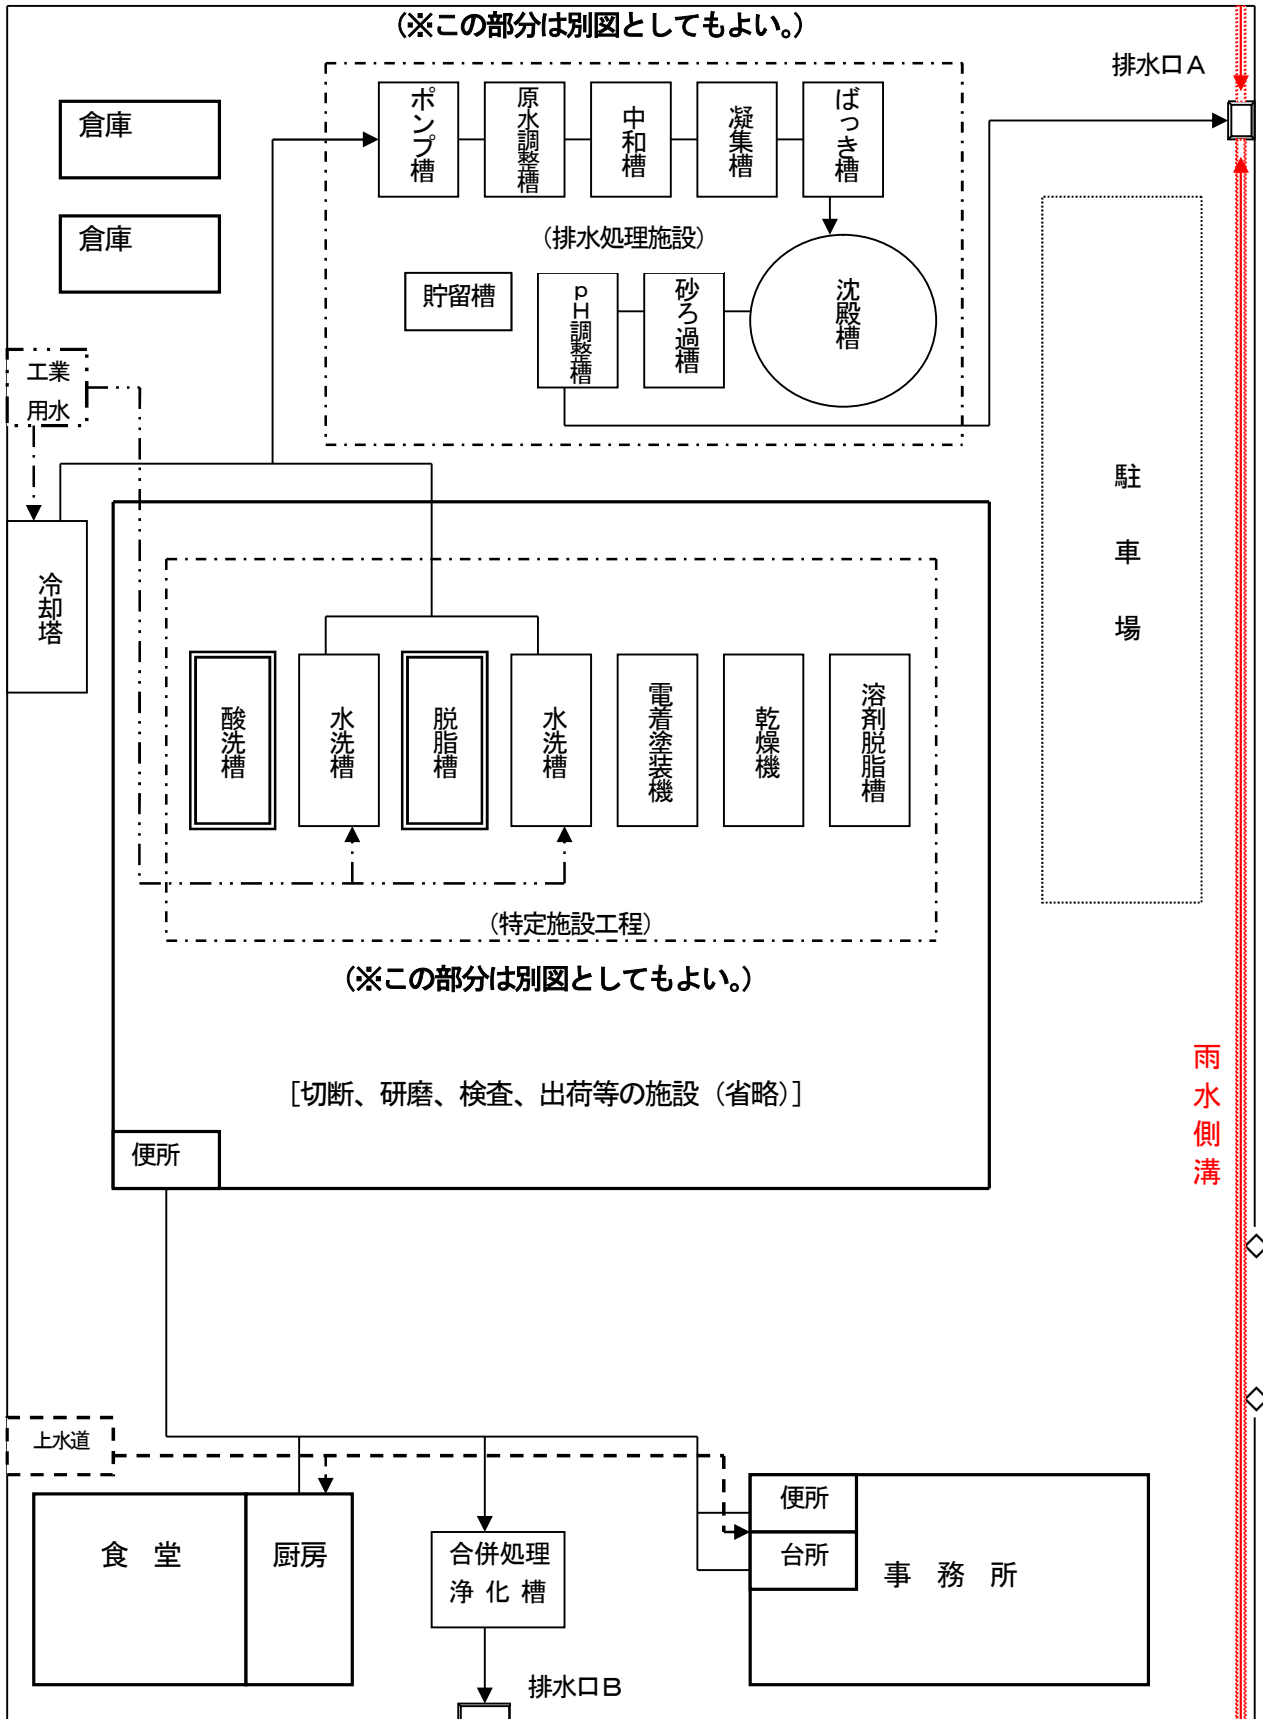 （※この部分は別図としてもよい。）
排水口Ａ
倉庫
ポンプ槽
原水調整槽
中和槽
凝集槽
ばっき槽
倉庫
（排水処理施設）
貯留槽
ｐＨ調整槽
砂ろ過槽
沈殿槽
工業
用水
駐車場
冷却塔
酸洗槽
水洗槽
脱脂槽
水洗槽
電着塗装機
乾燥機
溶剤脱脂槽
（特定施設工程）
（※この部分は別図としてもよい。）
雨水側溝
［切断、研磨、検査、出荷等の施設（省略）］
便所
上水道
食　堂
厨房
合併処理
浄 化 槽
便所
台所
事　務　所
排水口Ｂ